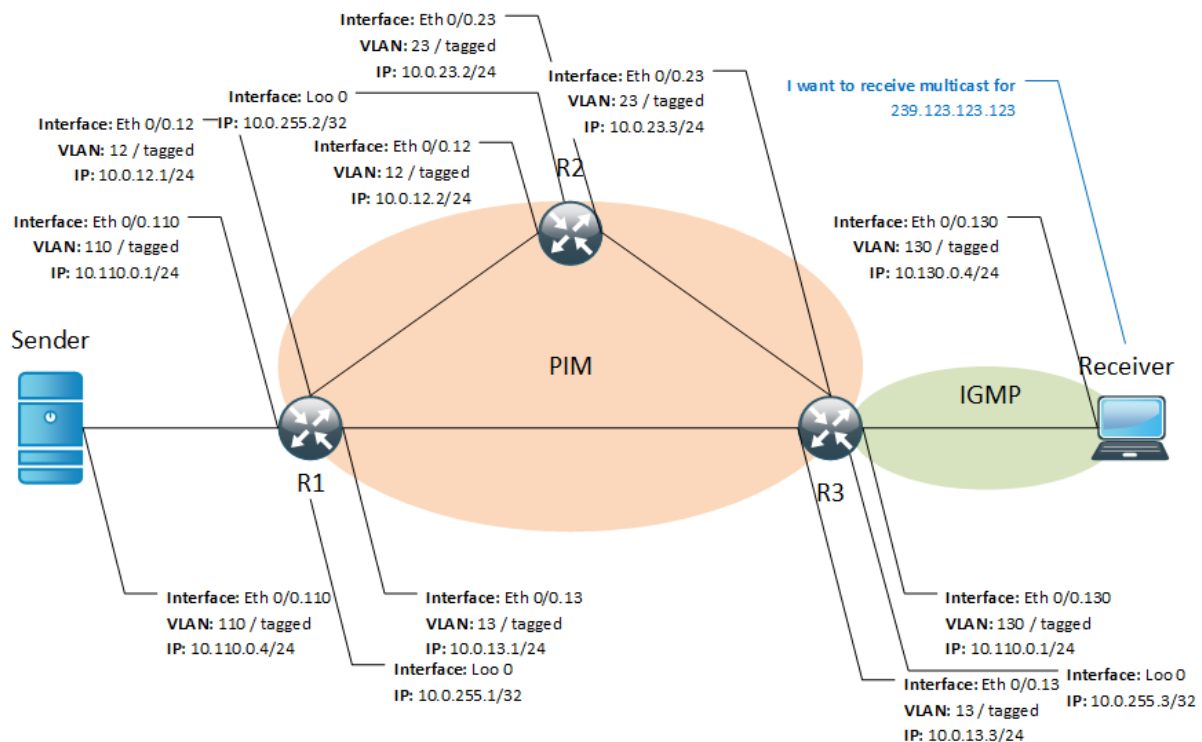 Interface: Eth 0/0.23
VLAN: 23 / tagged
IP: 10.0.23.2/24
Interface: Eth 0/0.23
VLAN: 23 / tagged
IP: 10.0.23.3/24
I want to receive multicast for
239.123.123.123
Interface: Loo 0
IP: 10.0.255.2/32
Interface: Eth 0/0.12
VLAN: 12 / tagged
IP: 10.0.12.1/24
Interface: Eth 0/0.12
VLAN: 12 / tagged
IP: 10.0.12.2/24
R2
Interface: Eth 0/0.110
VLAN: 110 / tagged
IP: 10.110.0.1/24
Interface: Eth 0/0.130
VLAN: 130 / tagged
IP: 10.130.0.4/24
Sender
PIM
Receiver
IGMP
R1
R3
Interface: Eth 0/0.110
VLAN: 110 / tagged
IP: 10.110.0.4/24
Interface: Eth 0/0.13
VLAN: 13 / tagged
IP: 10.0.13.1/24
Interface: Loo 0
IP: 10.0.255.1/32
Interface: Eth 0/0.130
VLAN: 130 / tagged
IP: 10.110.0.1/24
Interface: Loo 0
IP: 10.0.255.3/32
Interface: Eth 0/0.13
VLAN: 13 / tagged
IP: 10.0.13.3/24